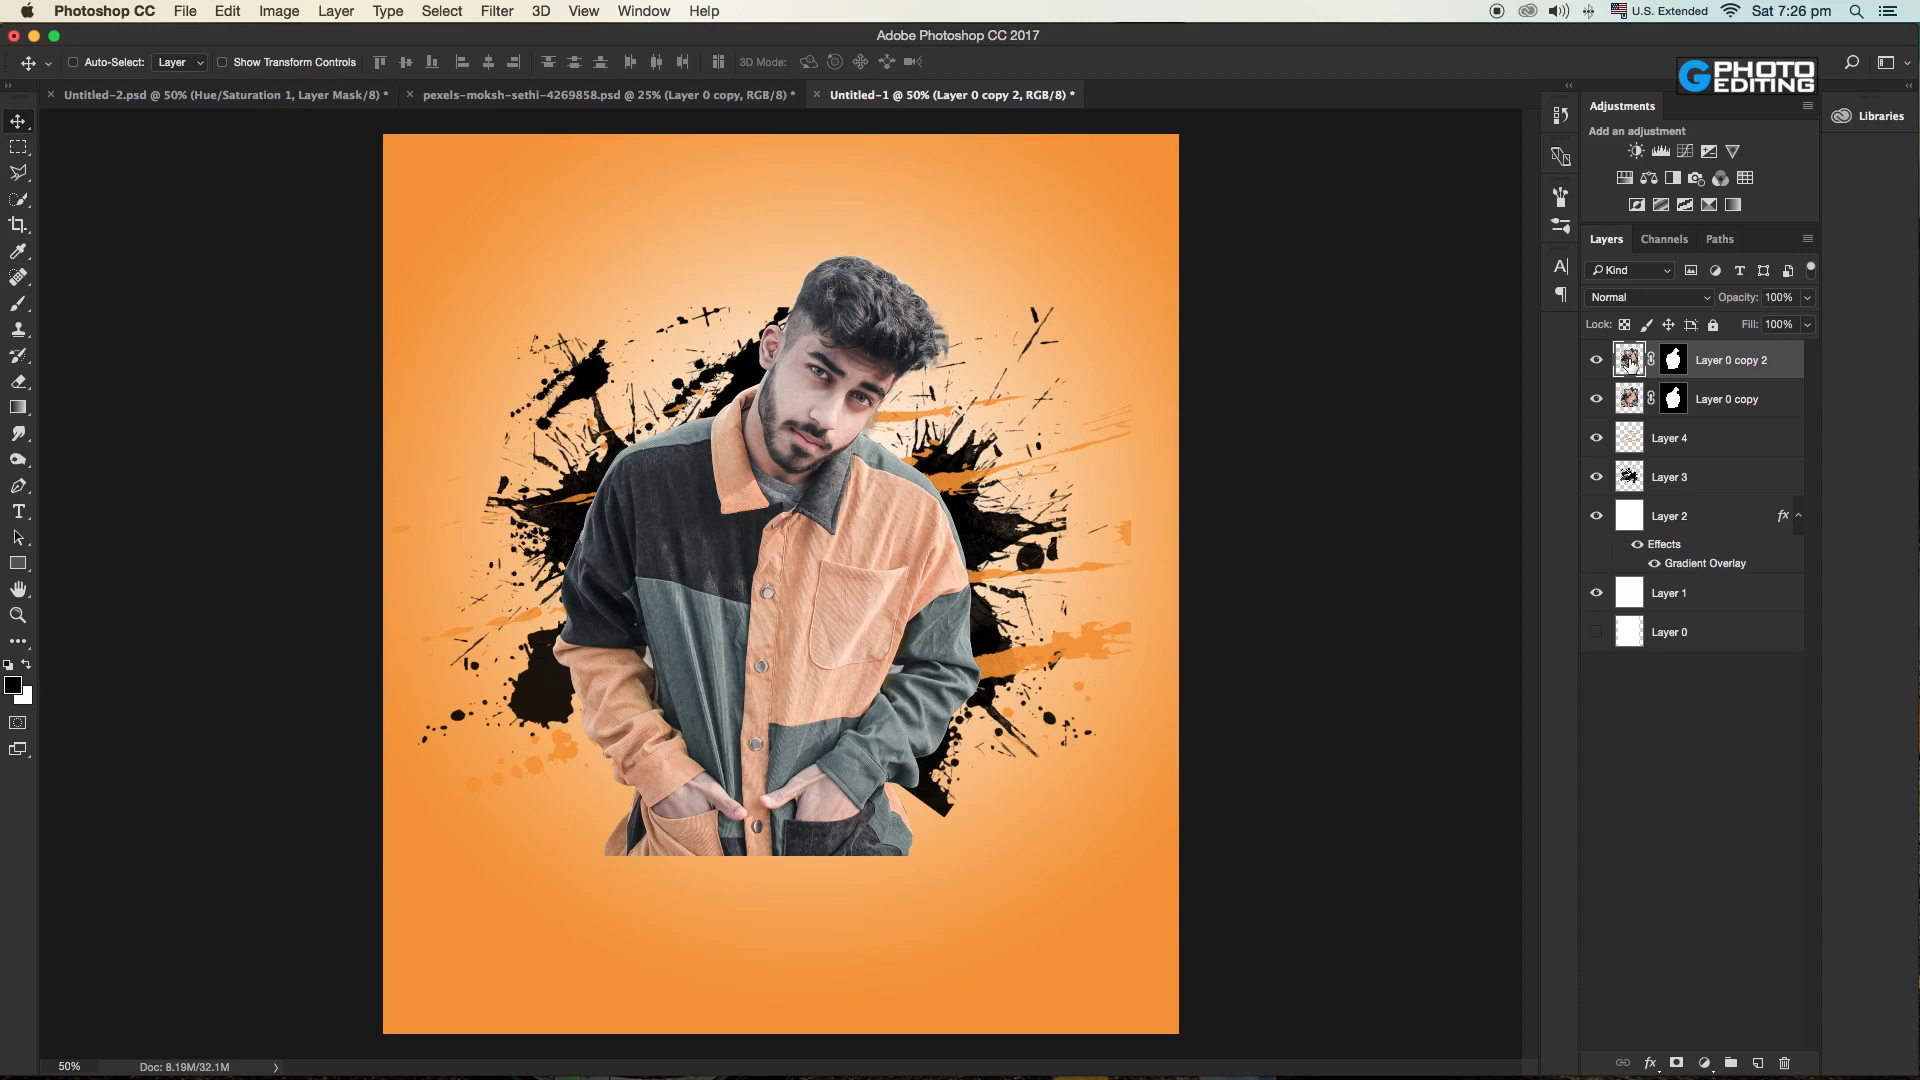 Photoshop CC File Edit Image Layer Type Select Filter 3D View Window Help U.S. Extended Sat 7:26 pm
Adobe Photoshop CC 2017
Auto-Select: Layer Show Transform Controls 3D Mode:
G PHOTO EDITING
Untitled-2.psd @ 50% (Hue/Saturation 1, Layer Mask/8) * pexels-moksh-sethi-4269858.psd @ 25% (Layer 0 copy, RGB/8) * Untitled-1 @ 50% (Layer 0 copy 2, RGB/8) *
Adjustments
Libraries
Add an adjustment
Layers Channels Paths
Kind
Normal Opacity: 100%
Lock: Fill: 100%
Layer 0 copy 2
Layer 0 copy
Layer 4
Layer 3
Layer 2 fx
Effects
Gradient Overlay
Layer 1
Layer 0
50% Doc: 8.19M/32.1M
fx